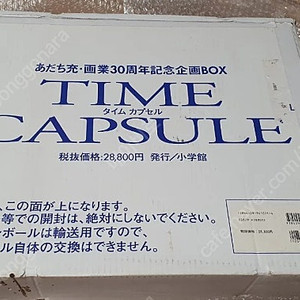 あだち充・画業30周年記念企画BOX
TIME
タイム カプセル
CAPSULE
税抜価格:28,800円 発行/小学館
、この面が上になります。
等での開封は、絶対にしないでください。
ボールは輸送用ですので、
ル自体の交換はできません。